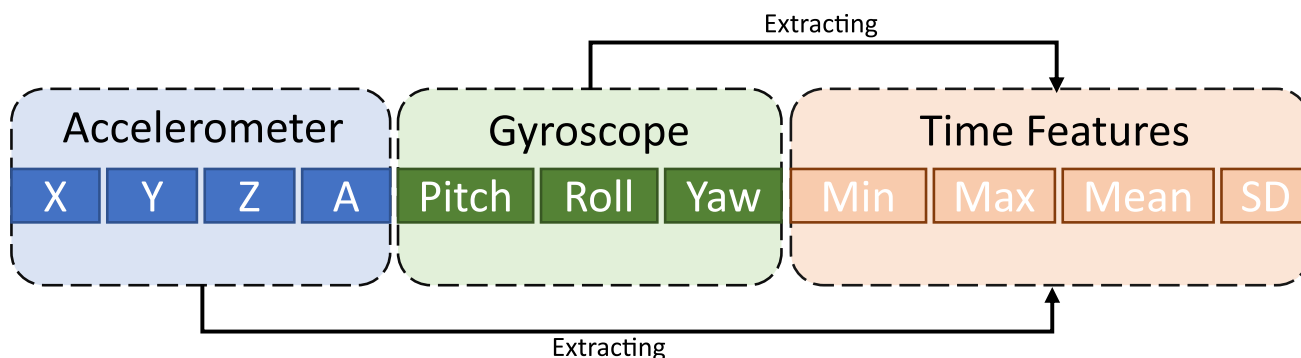 Extracting
Accelerometer Gyroscope Time Features
X Y Z A Pitch Roll Yaw Min Max Mean SD
Extracting